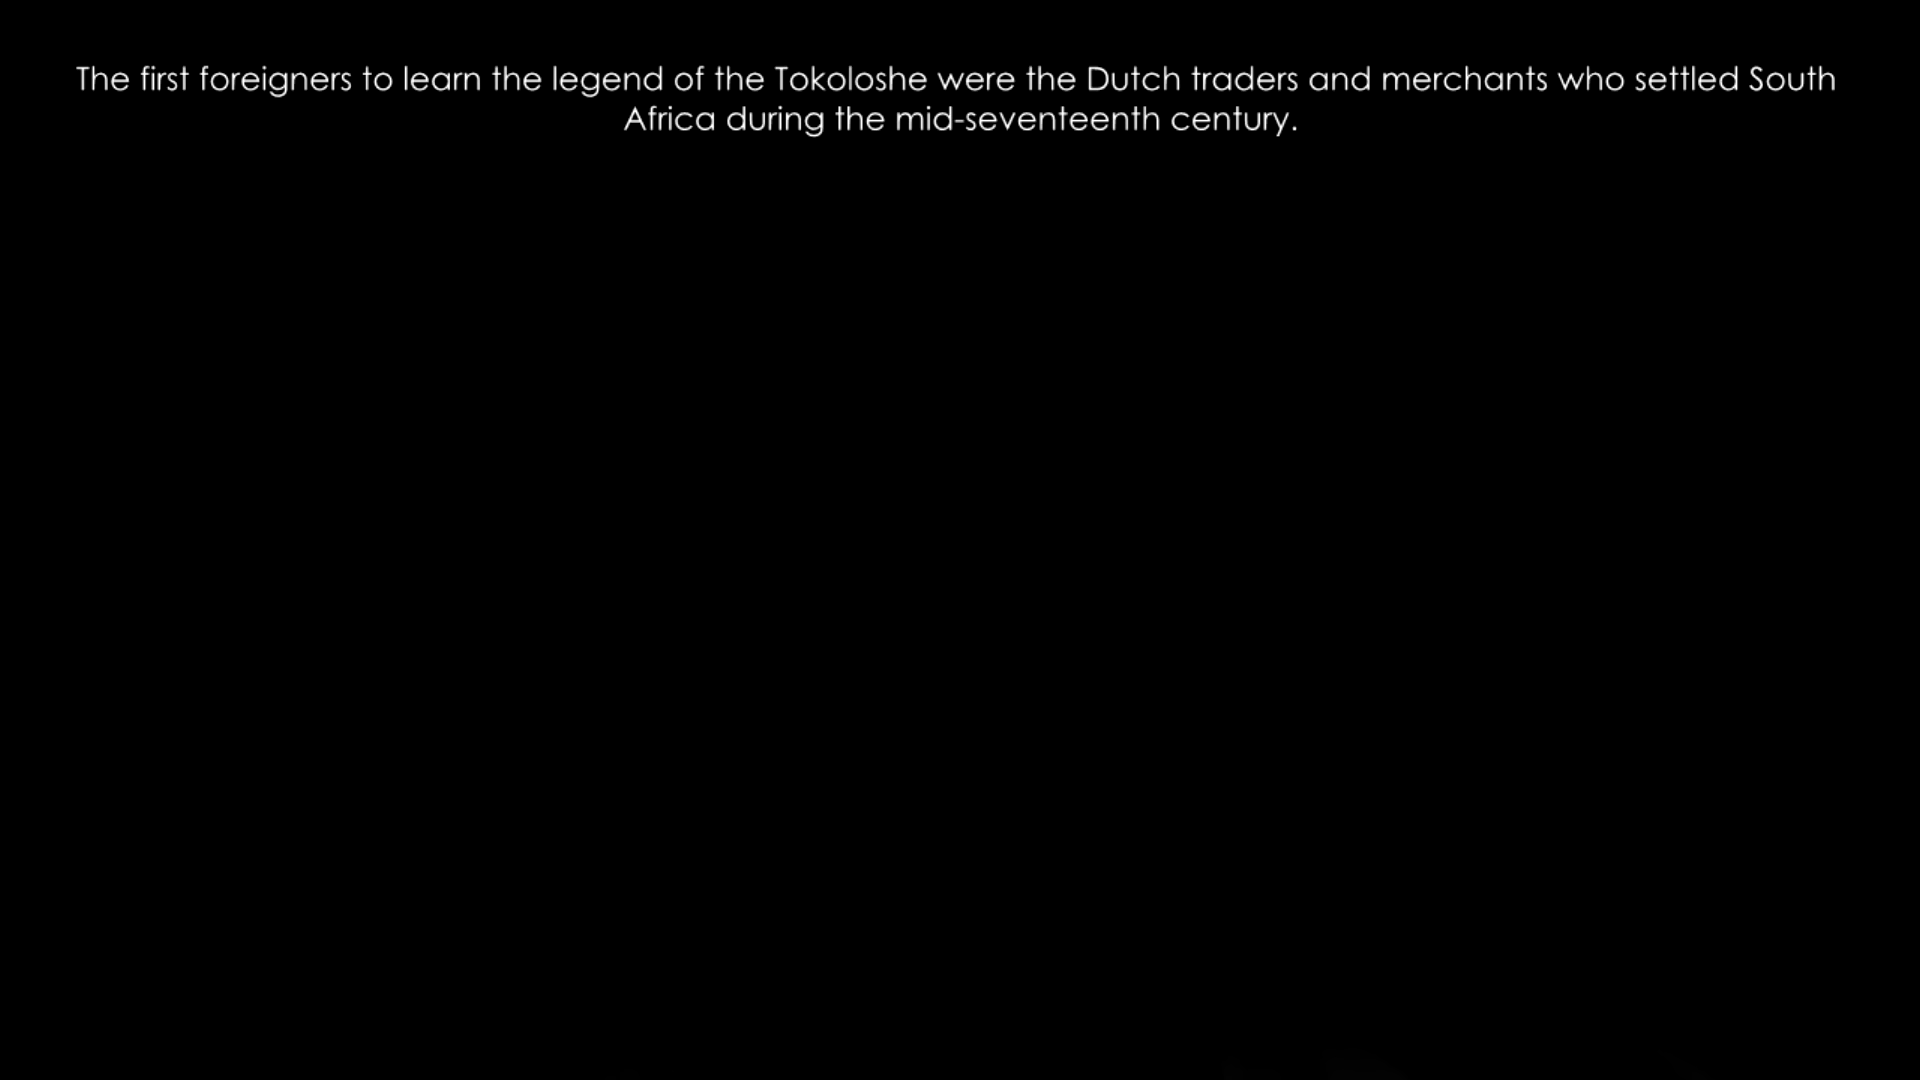 The first foreigners to learn the legend of the Tokoloshe were the Dutch traders and merchants who settled South
Africa during the mid-seventeenth century.